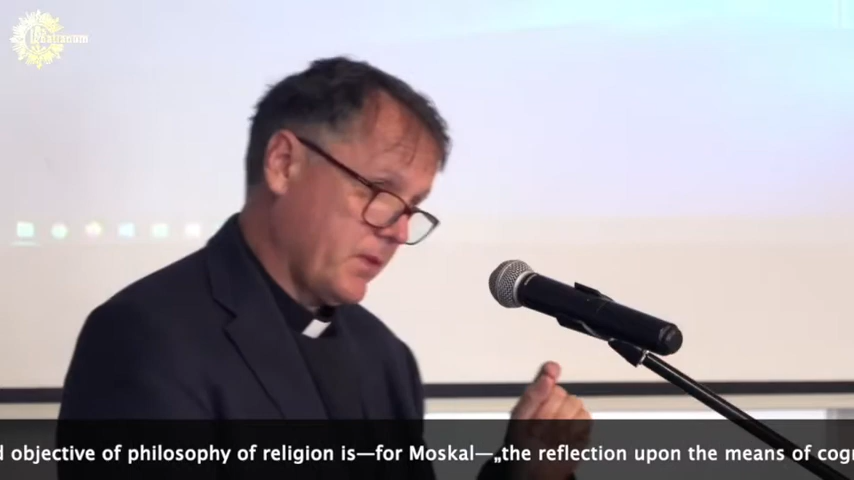 d objective of philosophy of religion is—for Moskal—„the reflection upon the means of cogn